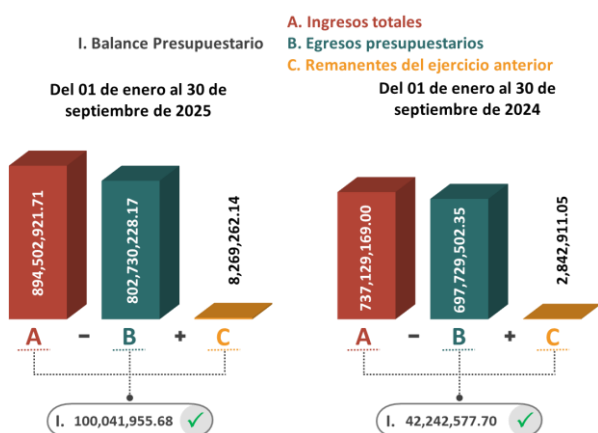 A. Ingresos totales
I. Balance Presupuestario
B. Egresos presupuestarios
C. Remanentes del ejercicio anterior
Del 01 de enero al 30 de
septiembre de 2025
894,502,921.71
802,730,228.17
8,269,262.14
A - B + C
I. 100,041,955.68
Del 01 de enero al 30 de
septiembre de 2024
737,129,169.00
697,729,502.35
2,842,911.05
A - B + C
I. 42,242,577.70